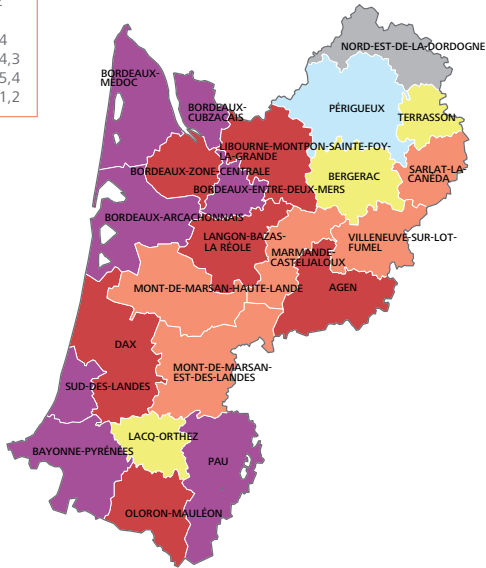 4
4,3
5,4
1,2
NORD-EST-DE-LA-DORDOGNE
BORDEAUX-
MÉDOC
BORDEAUX-
CUBZACAIS
PÉRIGUEUX
TERRASSON
LIBOURNE-MONTPON-SAINTE-FOY-
LA-GRANDE
BORDEAUX-ZONE-CENTRALE
BERGERAC
SARLAT-LA-
CANÉDA
BORDEAUX-ENTRE-DEUX-MERS
BORDEAUX-ARCACHONNAIS
LANGON-BAZAS-
LA RÉOLE
VILLENEUVE-SUR-LOT-
FUMEL
MARMANDE-
CASTELJALOUX
MONT-DE-MARSAN-HAUTE-LANDE
AGEN
DAX
MONT-DE-MARSAN-
EST-DES-LANDES
SUD-DES-LANDES
LACQ-ORTHEZ
BAYONNE-PYRÉNÉES
PAU
OLORON-MAULÉON